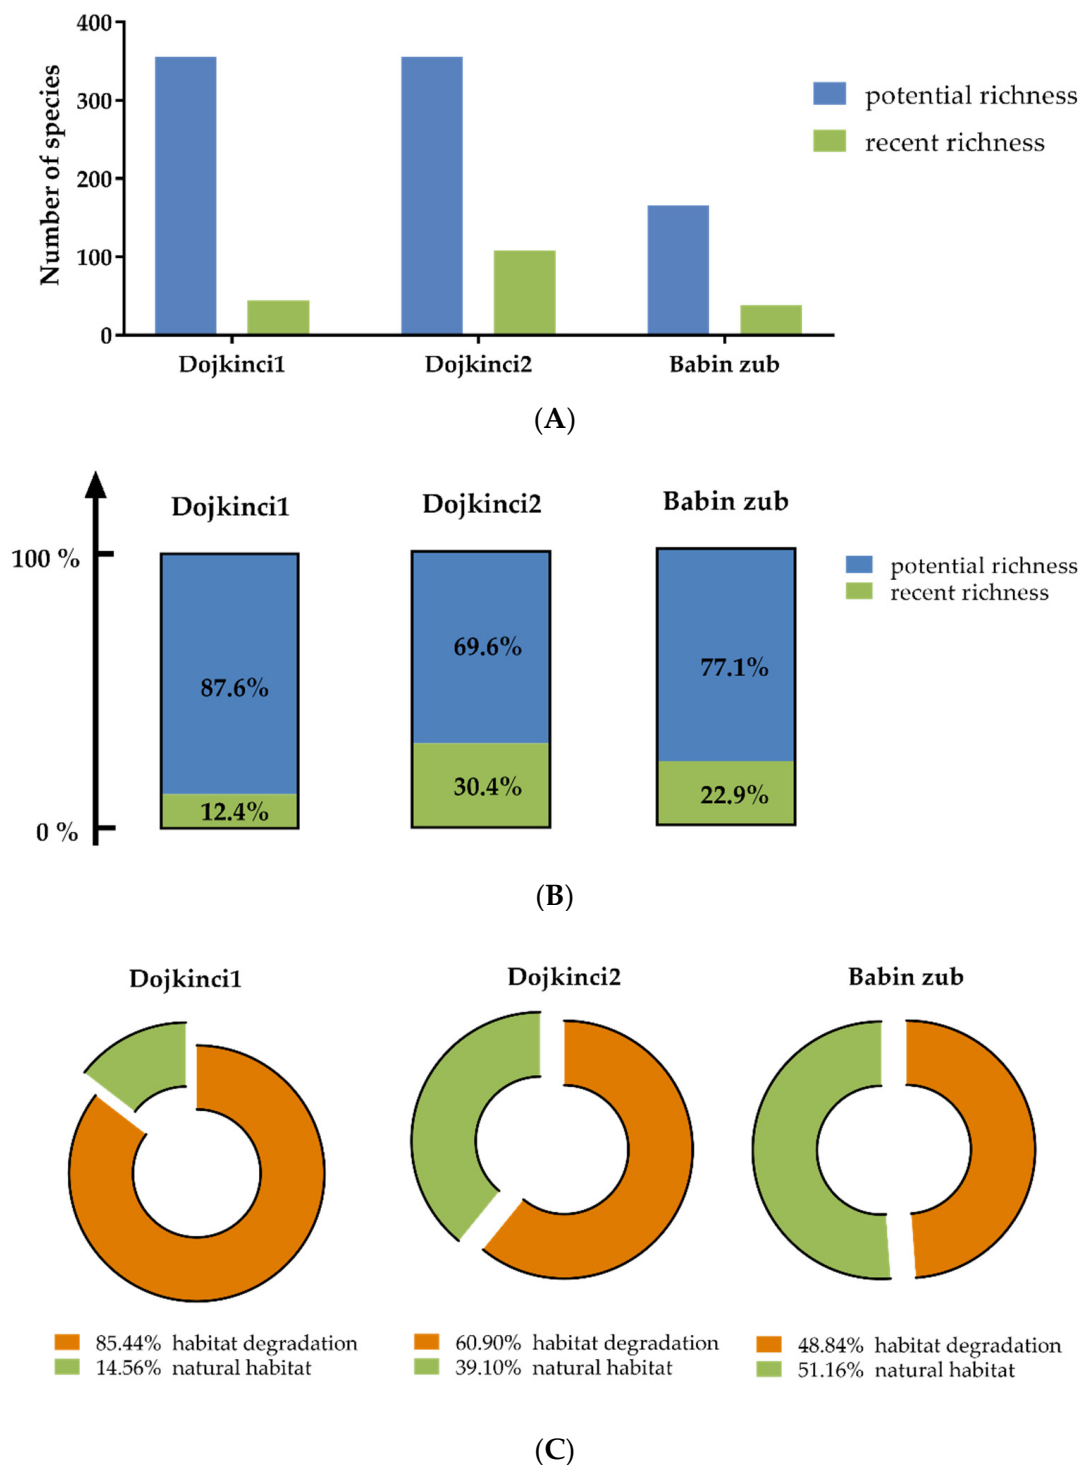 400
300
200
100
0
Number of species
potential richness
recent richness
Dojkinci1 Dojkinci2 Babin zub
(A)
Dojkinci1 Dojkinci2 Babin zub
100 %
0 %
87.6% 69.6% 77.1%
12.4% 30.4% 22.9%
potential richness
recent richness
(B)
Dojkinci1 Dojkinci2 Babin zub
85.44% habitat degradation
14.56% natural habitat
60.90% habitat degradation
39.10% natural habitat
48.84% habitat degradation
51.16% natural habitat
(C)